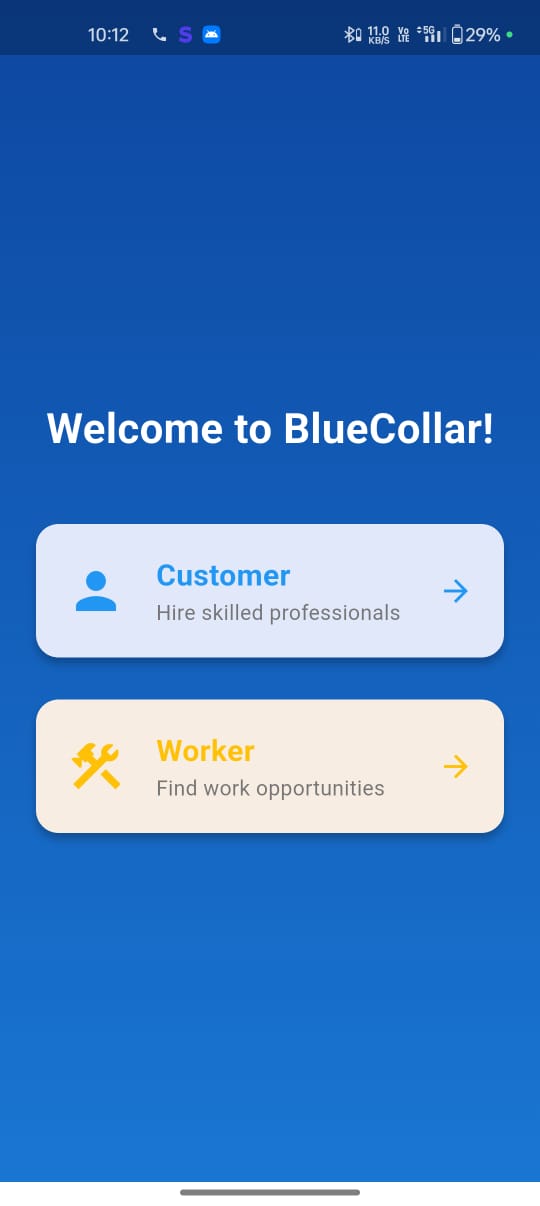 10:12
11.0 KB/S Vo LTE 5G 29%
Welcome to BlueCollar!
Customer
Hire skilled professionals
Worker
Find work opportunities